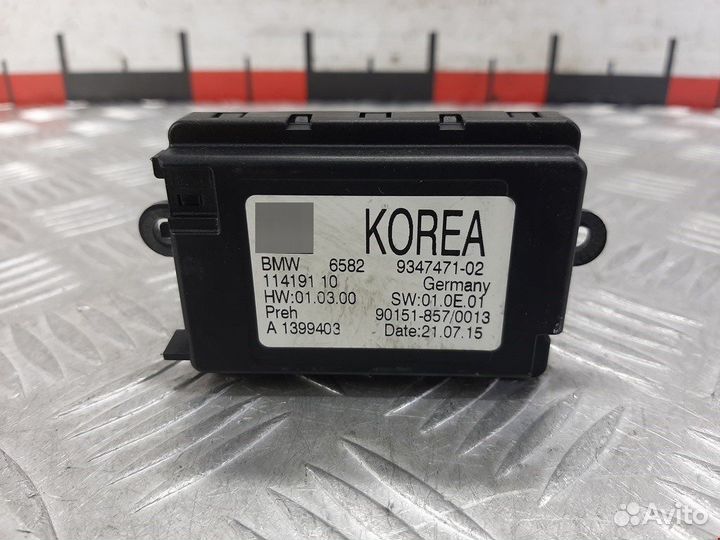 KOREA
BMW 6582 9347471-02
114191 10 Germany
HW:01.03.00 SW:01.0E.01
Preh 90151-857/0013
A 1399403 Date:21.07.15
Avito